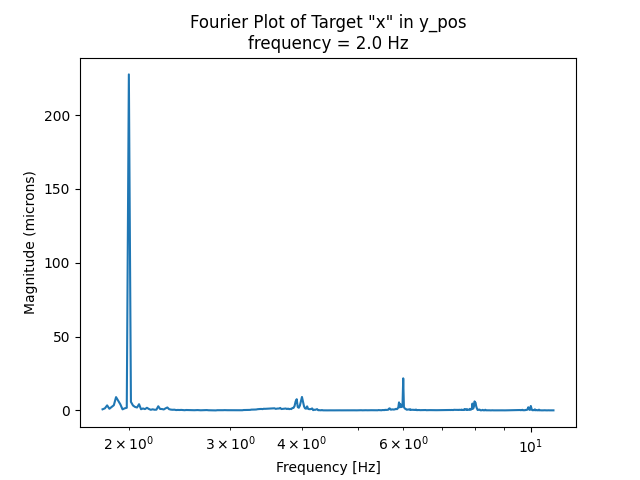 Fourier Plot of Target "x" in y_pos
frequency = 2.0 Hz
Magnitude (microns)
200
150
100
50
0
2 × 10⁰
3 × 10⁰
4 × 10⁰
6 × 10⁰
10¹
Frequency [Hz]